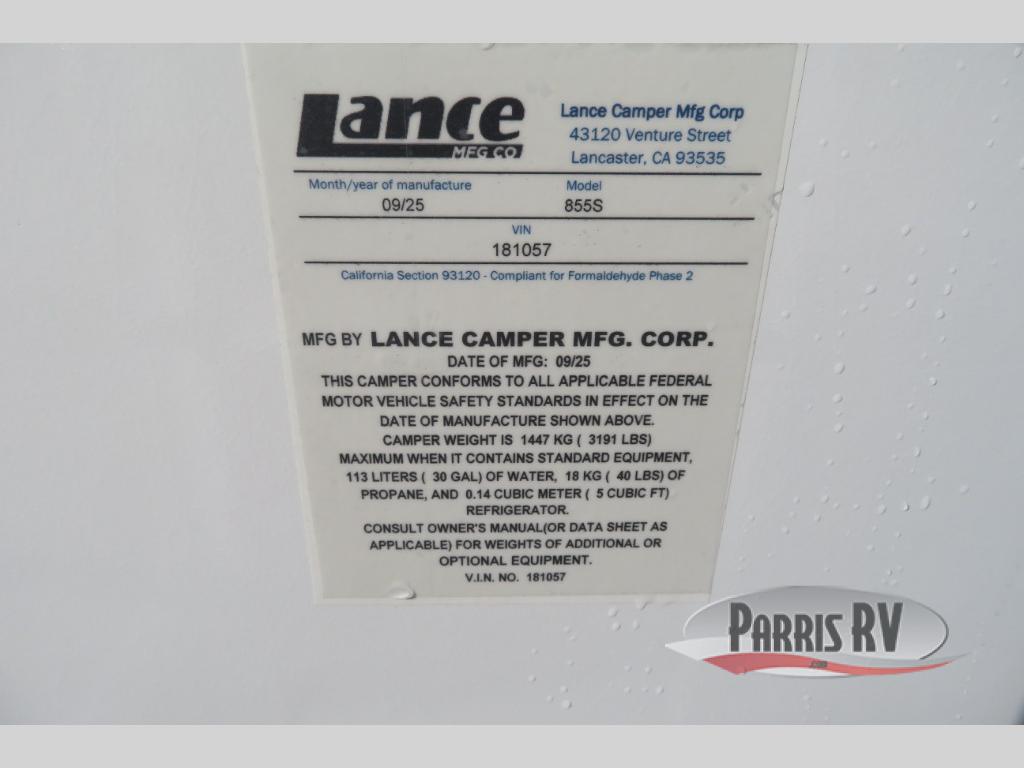 Lance
MFG CO
Lance Camper Mfg Corp
43120 Venture Street
Lancaster, CA 93535
Month/year of manufacture Model
09/25 855S
VIN
181057
California Section 93120 - Compliant for Formaldehyde Phase 2
MFG BY LANCE CAMPER MFG. CORP.
DATE OF MFG: 09/25
THIS CAMPER CONFORMS TO ALL APPLICABLE FEDERAL
MOTOR VEHICLE SAFETY STANDARDS IN EFFECT ON THE
DATE OF MANUFACTURE SHOWN ABOVE.
CAMPER WEIGHT IS 1447 KG ( 3191 LBS)
MAXIMUM WHEN IT CONTAINS STANDARD EQUIPMENT,
113 LITERS ( 30 GAL) OF WATER, 18 KG ( 40 LBS) OF
PROPANE, AND 0.14 CUBIC METER ( 5 CUBIC FT)
REFRIGERATOR.
CONSULT OWNER'S MANUAL(OR DATA SHEET AS
APPLICABLE) FOR WEIGHTS OF ADDITIONAL OR
OPTIONAL EQUIPMENT.
V.I.N. NO. 181057
PARRIS RV
.com